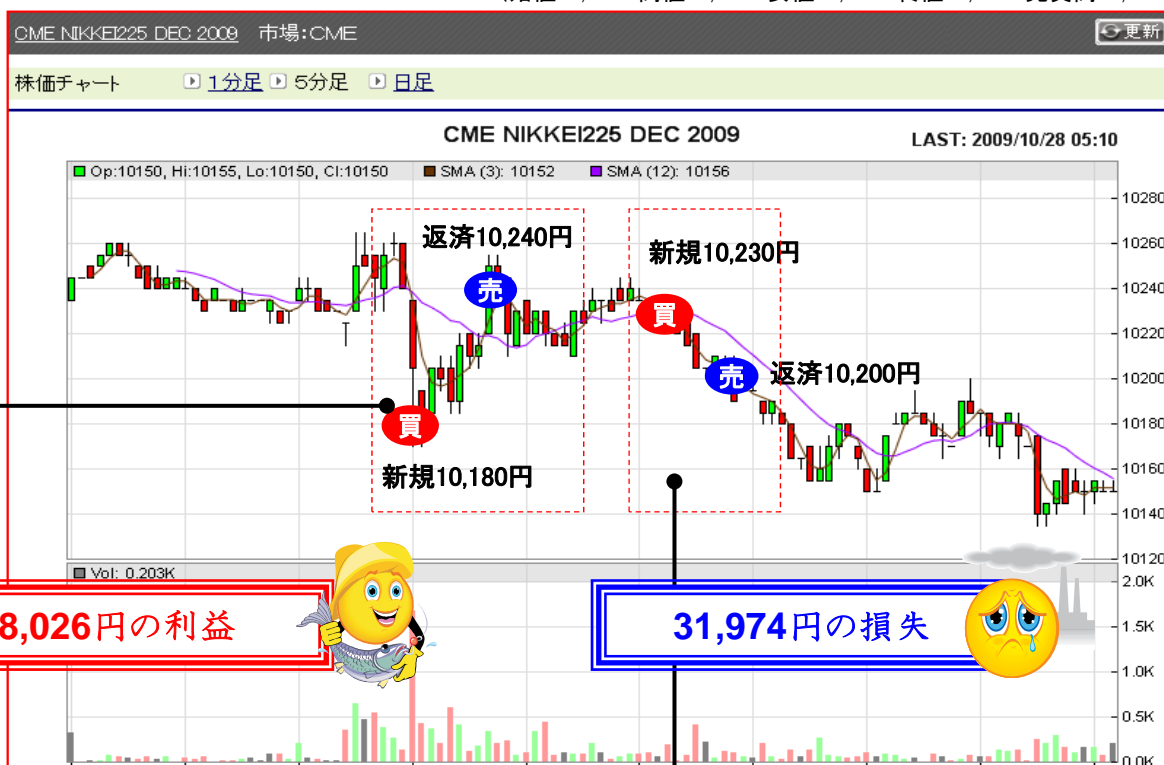 CME NIKKEI225 DEC 2009 市場:CME
更新
株価チャート 1分足 5分足 日足
CME NIKKEI225 DEC 2009
LAST: 2009/10/28 05:10
Op:10150, Hi:10155, Lo:10150, Cl:10150 SMA (3): 10152 SMA (12): 10156
10280
10260
10240
10220
10200
10180
10160
10140
10120
返済10,240円
売
買
新規10,180円
新規10,230円
買
売
返済10,200円
Vol: 0.203K
2.0K
1.5K
1.0K
0.5K
0.0K
8,026円の利益
31,974円の損失